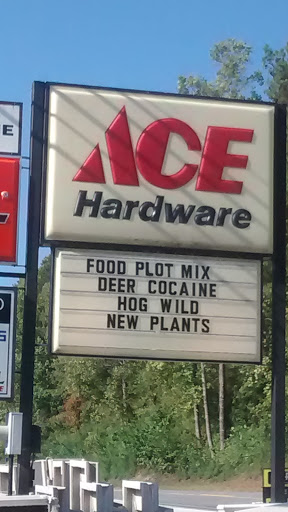 ACE
Hardware
FOOD PLOT MIX
DEER COCAINE
HOG WILD
NEW PLANTS